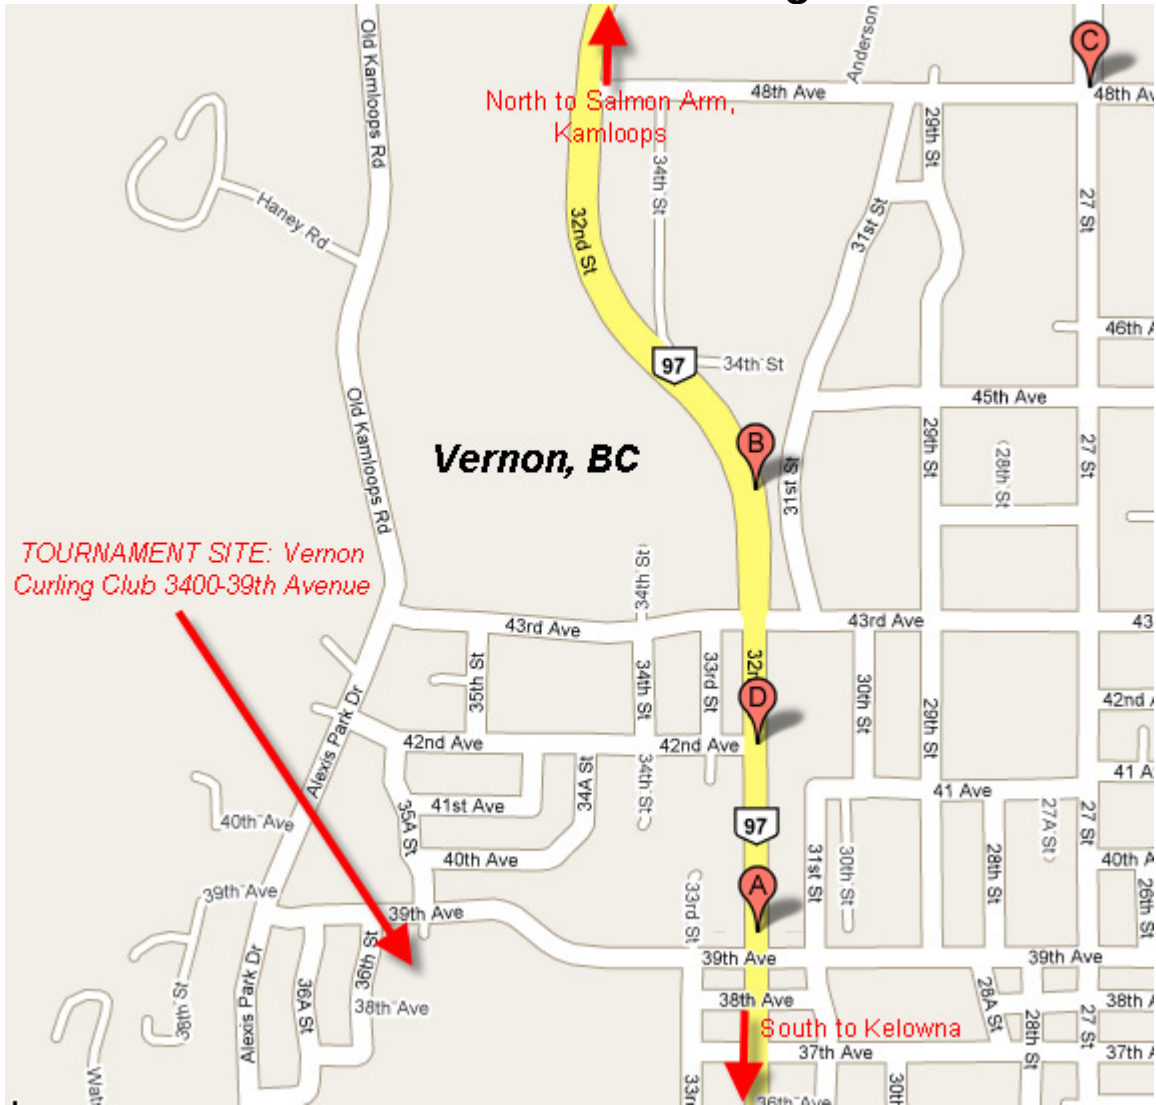 Old Kamloops Rd
Anderson
C
North to Salmon Arm,
Kamloops
48th Ave
48th Av
29th St
34th St
Haney Rd
32nd St
31st St
27 St
46th A
97
34th St
Old Kamloops Rd
45th Ave
Vernon, BC
B
29th St
28th St
27 St
31st St
TOURNAMENT SITE: Vernon
Curling Club 3400-39th Avenue
34th St
43rd Ave
43rd Ave
43
35th St
34th St
33rd St
32n
30th St
29th St
42nd A
Alexis Park Dr
D
42nd Ave
42nd Ave
34th St
34A St
41 A
41 Ave
35A St
41st Ave
97
40th Ave
27A St
27 St
40th Ave
31st St
30th St
28th St
40th A
26th St
39th Ave
A
33rd St
39th Ave
39th Ave
39th Ave
36th St
38th St
Alexis Park Dr
36A St
38th Ave
38th Ave
28A St
38th A
27 St
28th St
South to Kelowna
37th Ave
37th A
Wat
33rd
36th Ave
30th